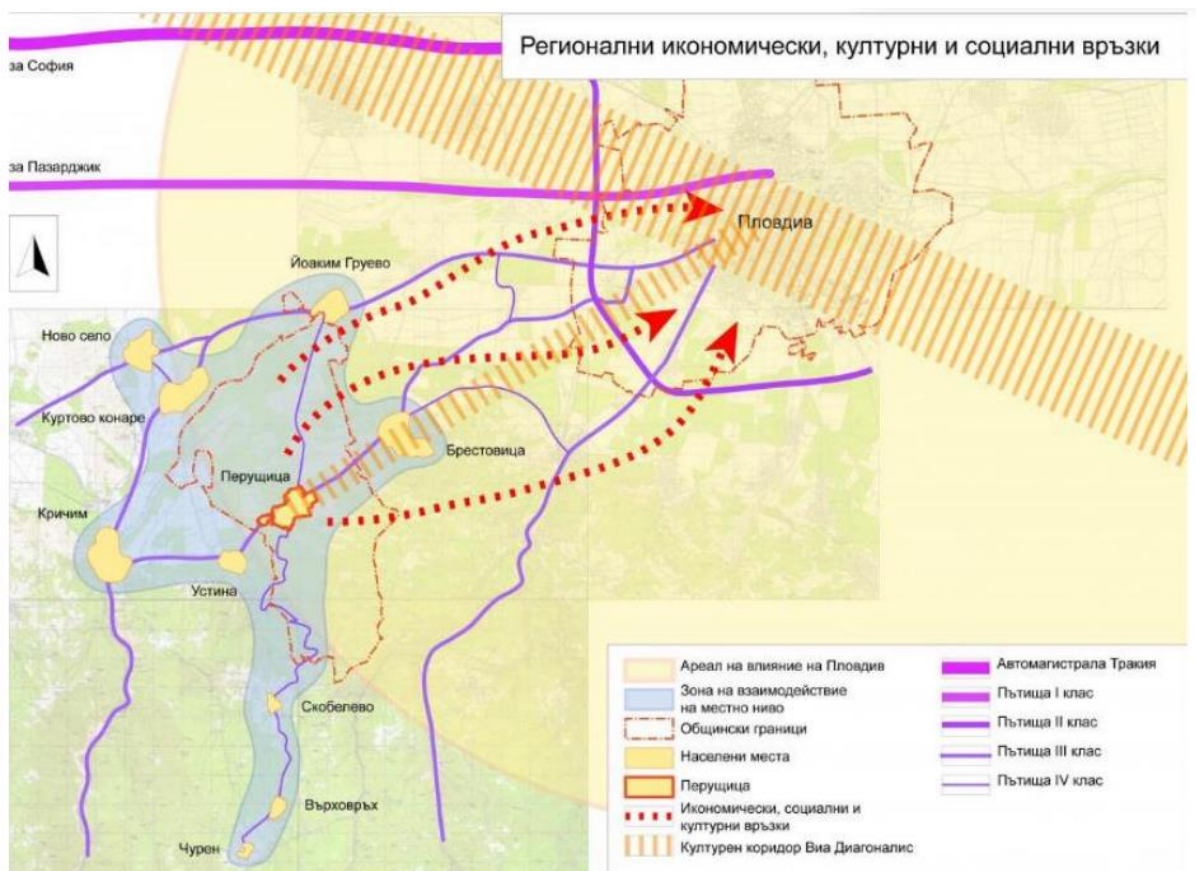 Регионални икономически, културни и социални връзки
за София
за Пазарджик
Пловдив
Йоаким Груево
Ново село
Куртово конаре
Брестовица
Перущица
Кричим
Устина
Скобелево
Върховръх
Чурен
Ареал на влияние на Пловдив
Зона на взаимодействие
на местно ниво
Общински граници
Населени места
Перущица
Икономически, социални и
културни връзки
Културен коридор Виа Диагоналис
Автомагистрала Тракия
Пътища I клас
Пътища II клас
Пътища III клас
Пътища IV клас